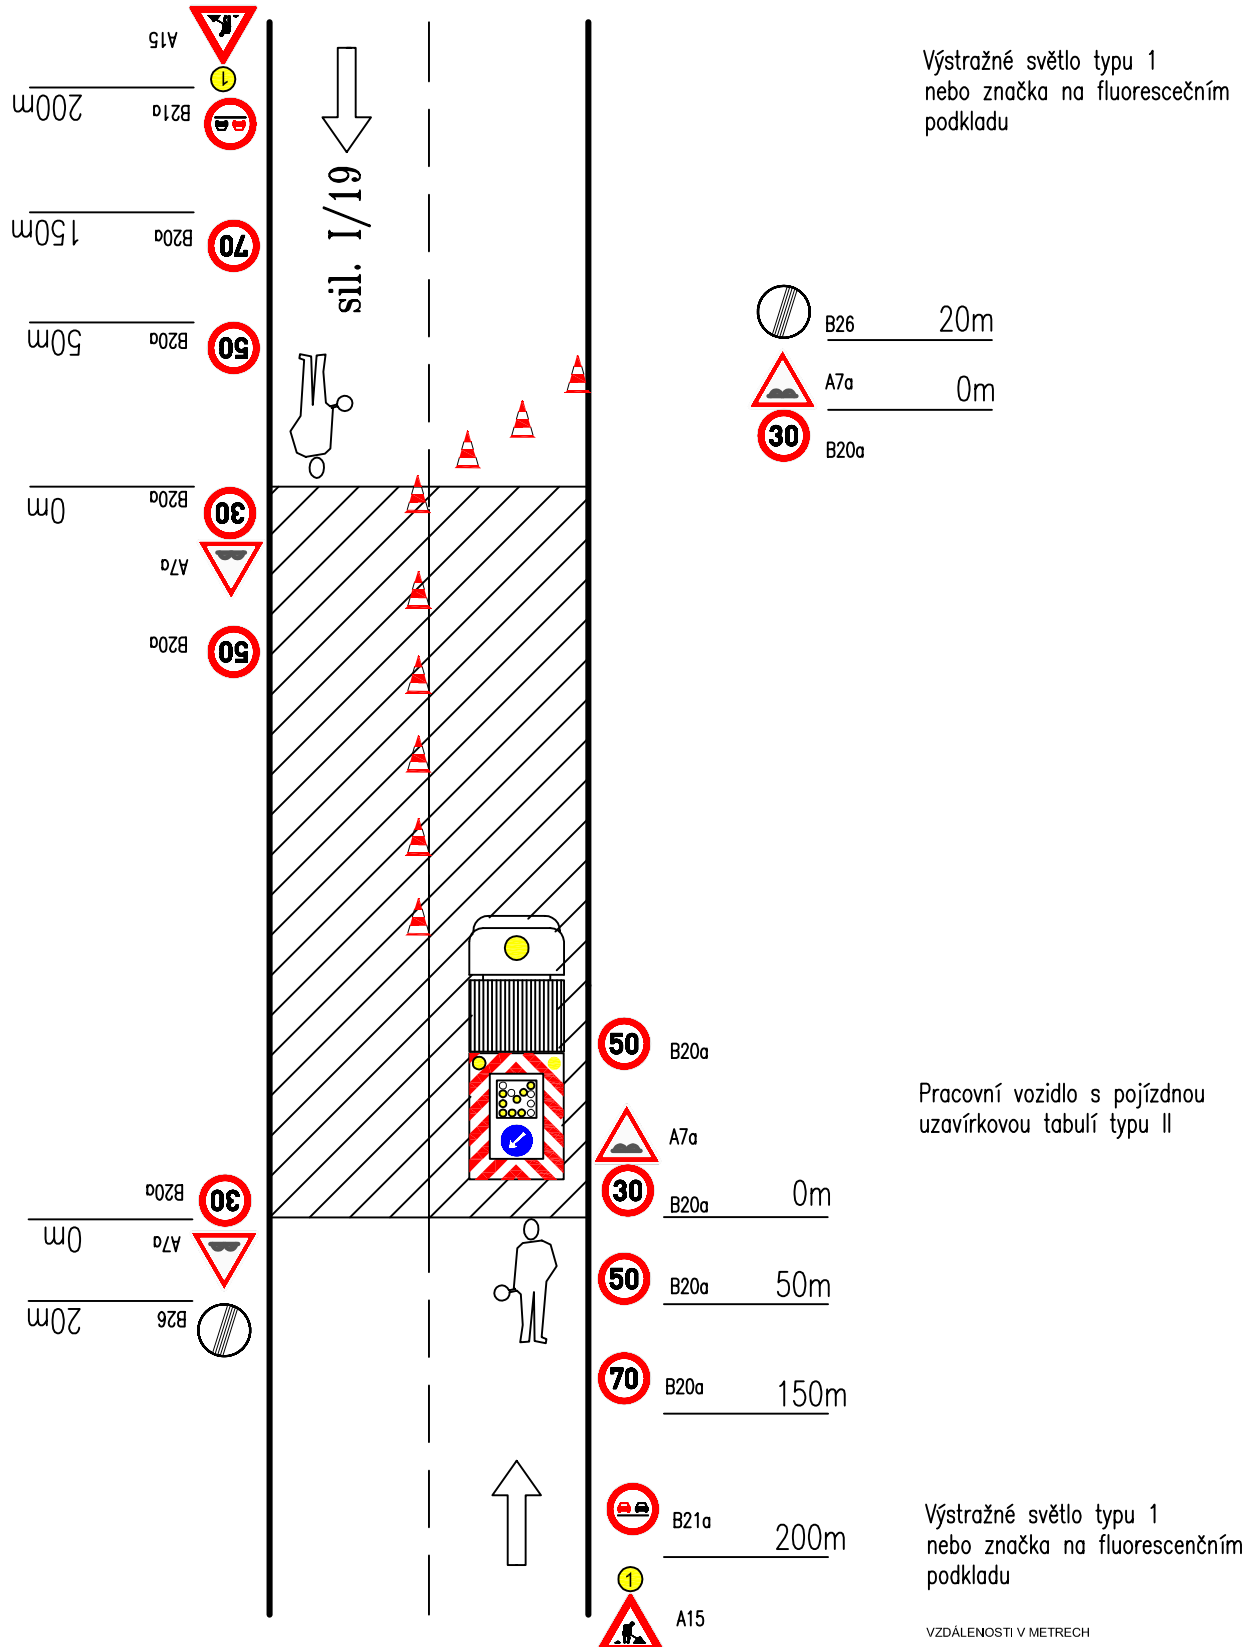 A15
1
200m
B21a
150m
B20a
70
50m
B20a
50
sil. I/19
0m
B20a
30
A7a
B20a
50
B20a
30
0m
A7a
20m
B26
Výstražné světlo typu 1
nebo značka na fluorescečním
podkladu
B26 20m
A7a 0m
30 B20a
50 B20a
A7a
30 B20a 0m
50 B20a 50m
70 B20a 150m
B21a 200m
1
A15
Pracovní vozidlo s pojízdnou
uzavírkovou tabulí typu II
Výstražné světlo typu 1
nebo značka na fluorescenčním
podkladu
VZDÁLENOSTI V METRECH